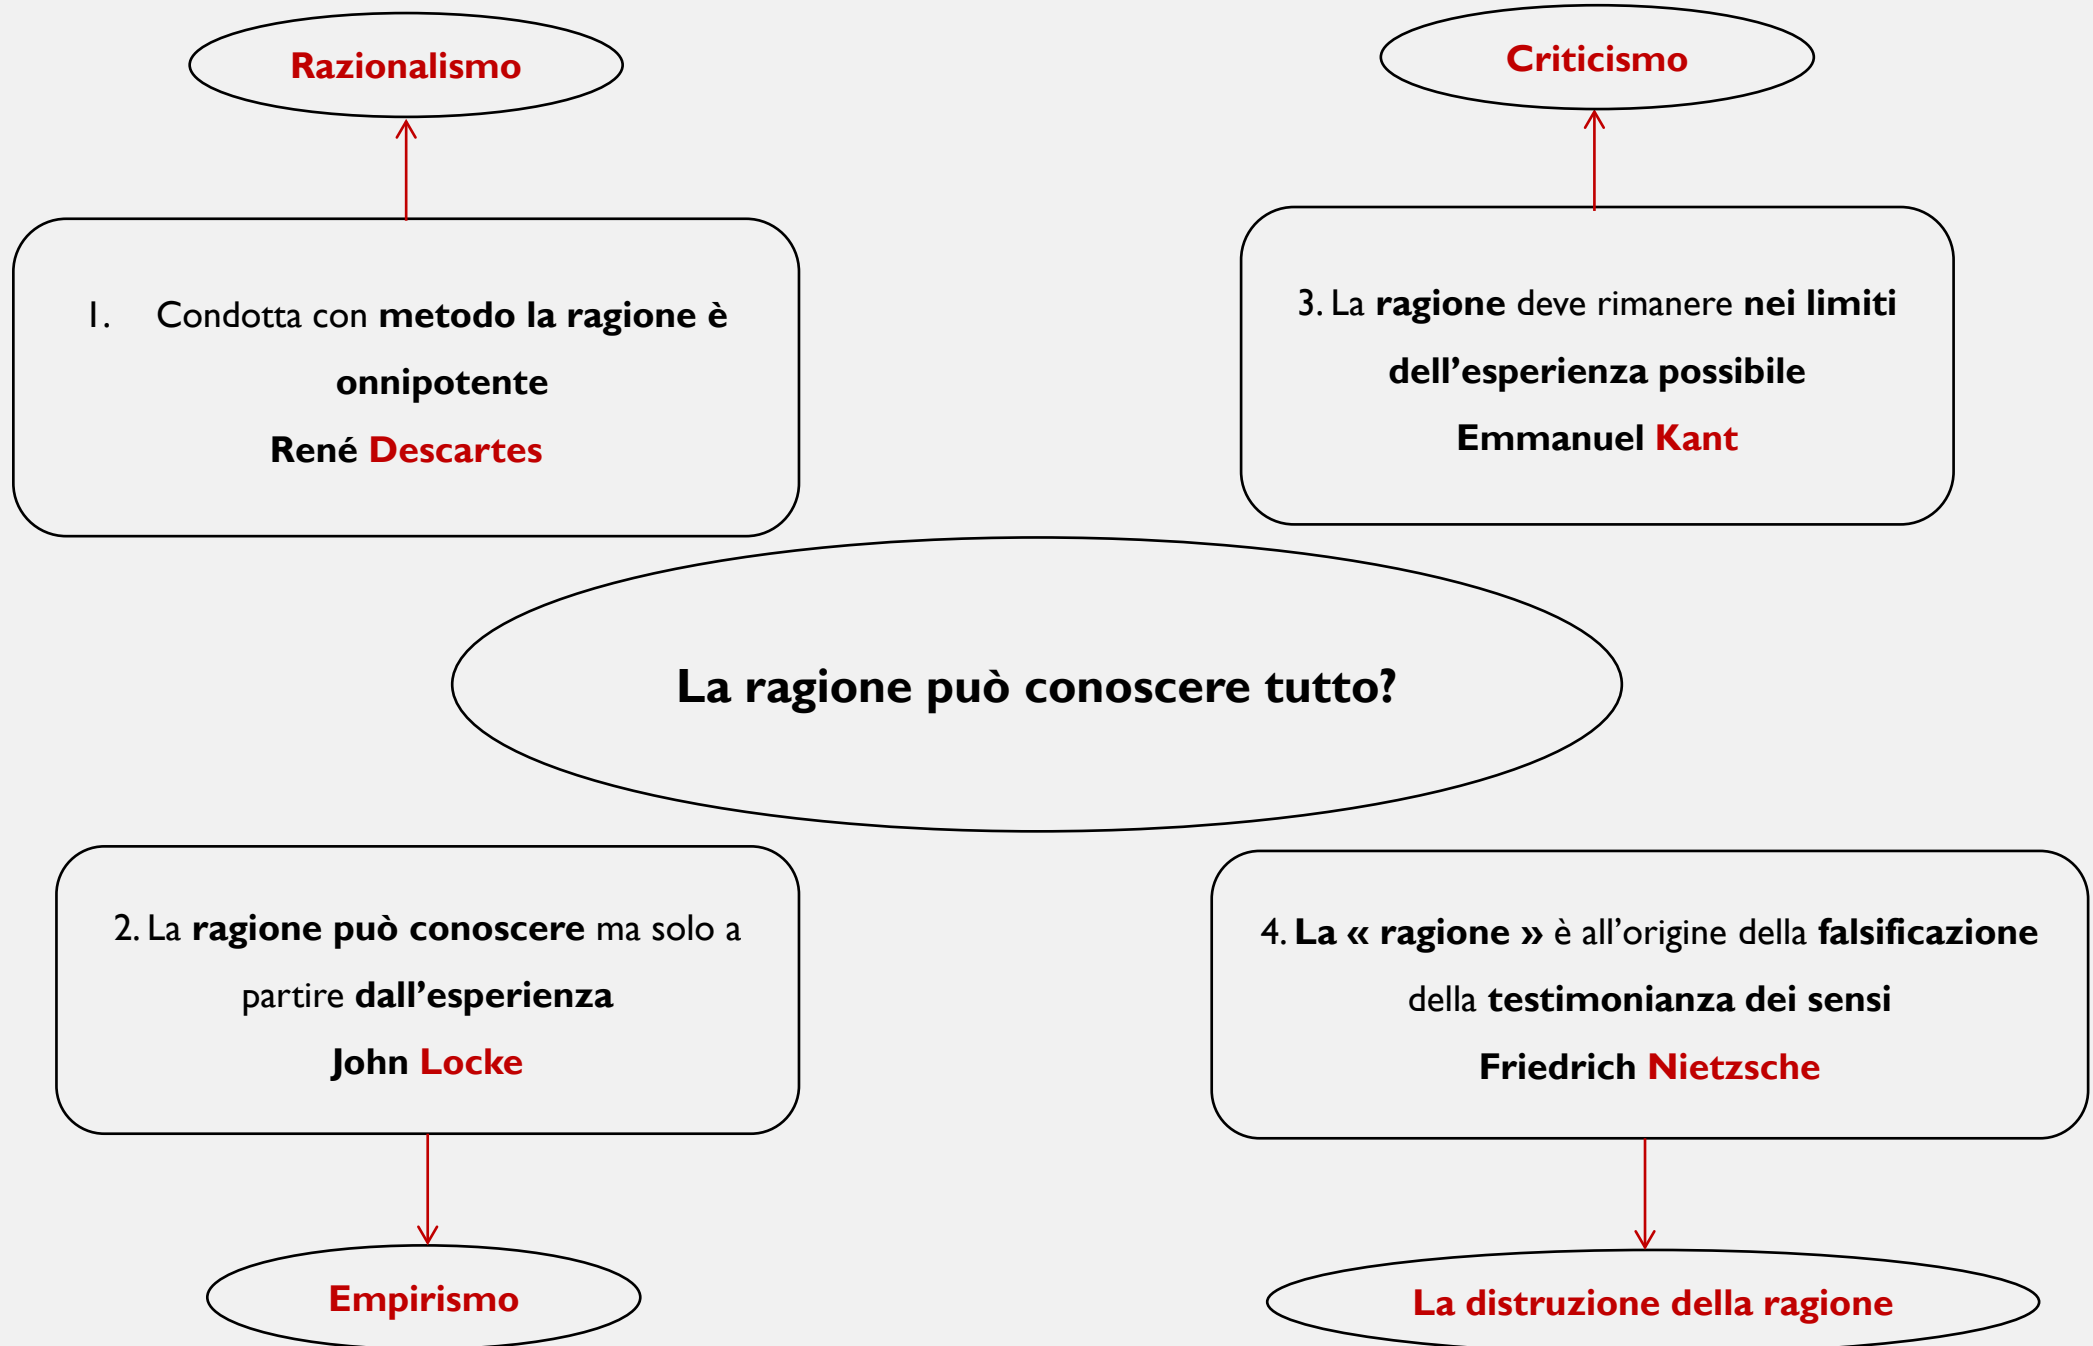 Razionalismo
1. Condotta con metodo la ragione è
onnipotente
René Descartes
Criticismo
3. La ragione deve rimanere nei limiti
dell’esperienza possibile
Emmanuel Kant
La ragione può conoscere tutto?
2. La ragione può conoscere ma solo a
partire dall’esperienza
John Locke
Empirismo
4. La « ragione » è all’origine della falsificazione
della testimonianza dei sensi
Friedrich Nietzsche
La distruzione della ragione